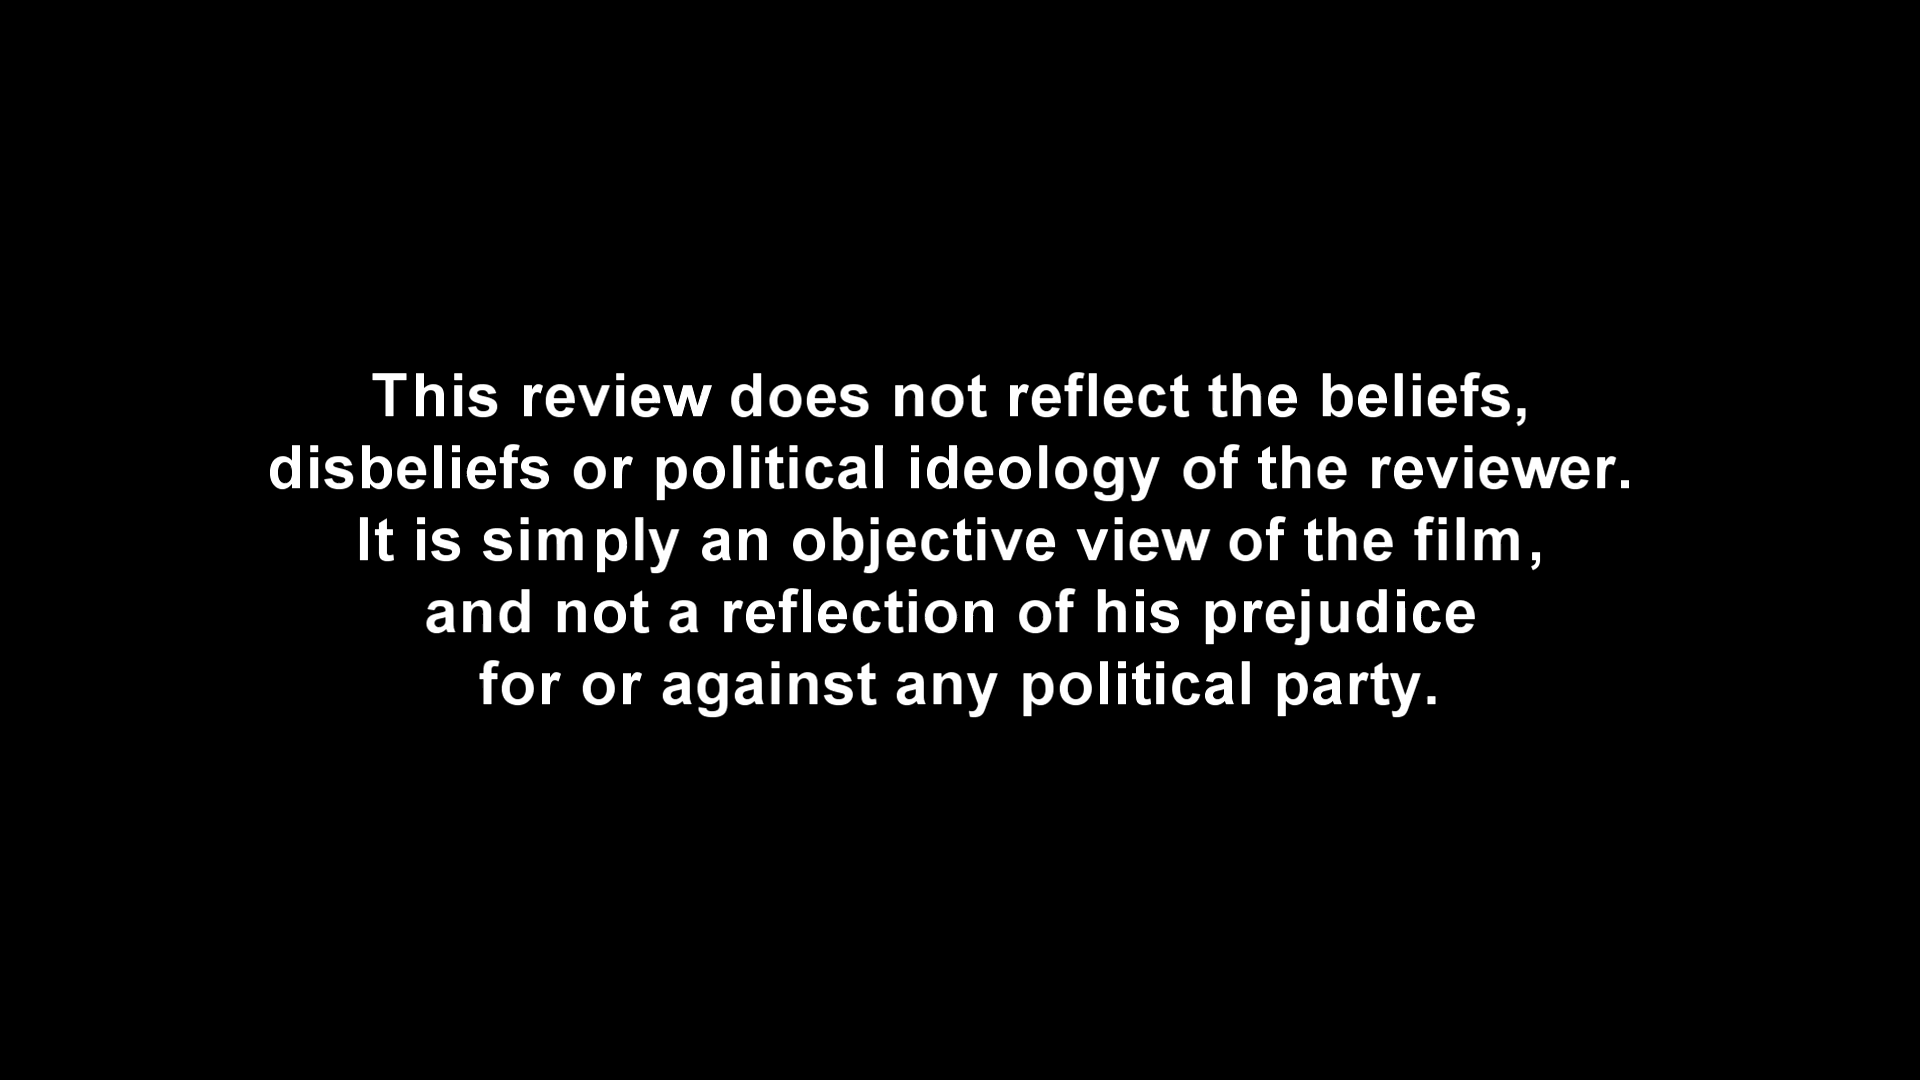 This review does not reflect the beliefs,
disbeliefs or political ideology of the reviewer.
It is simply an objective view of the film,
and not a reflection of his prejudice
for or against any political party.